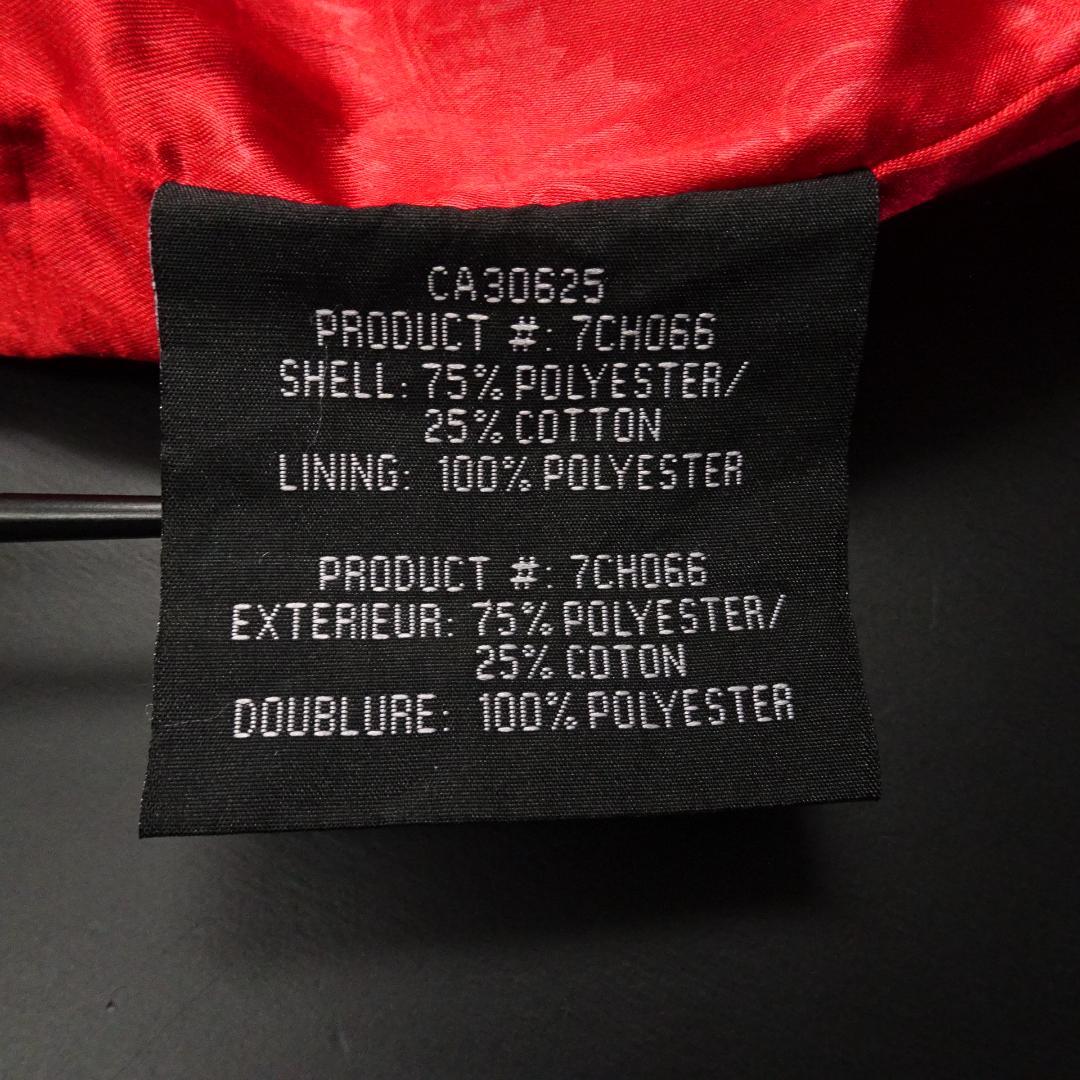 CA30625
PRODUCT #: 7CH066
SHELL: 75% POLYESTER/
25% COTTON
LINING: 100% POLYESTER
PRODUCT #: 7CH066
EXTERIEUR: 75% POLYESTER/
25% COTON
DOUBLURE: 100% POLYESTER